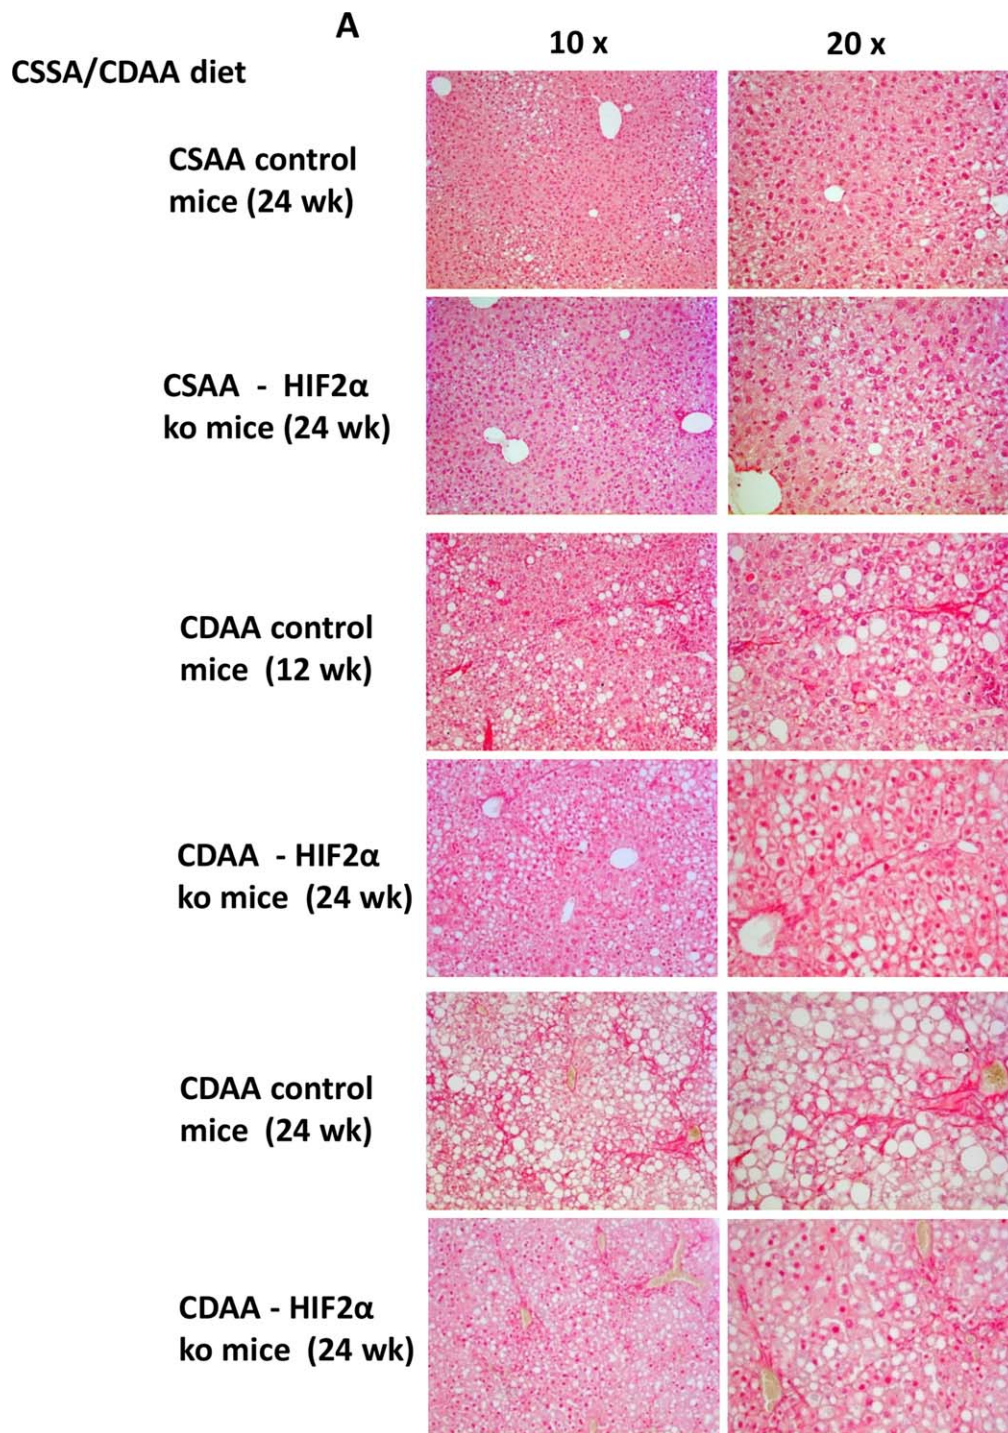 A
10 x
20 x
CSSA/CDAA diet
CSAA control
mice (24 wk)
CSAA - HIF2α
ko mice (24 wk)
CDAA control
mice (12 wk)
CDAA - HIF2α
ko mice (24 wk)
CDAA control
mice (24 wk)
CDAA - HIF2α
ko mice (24 wk)